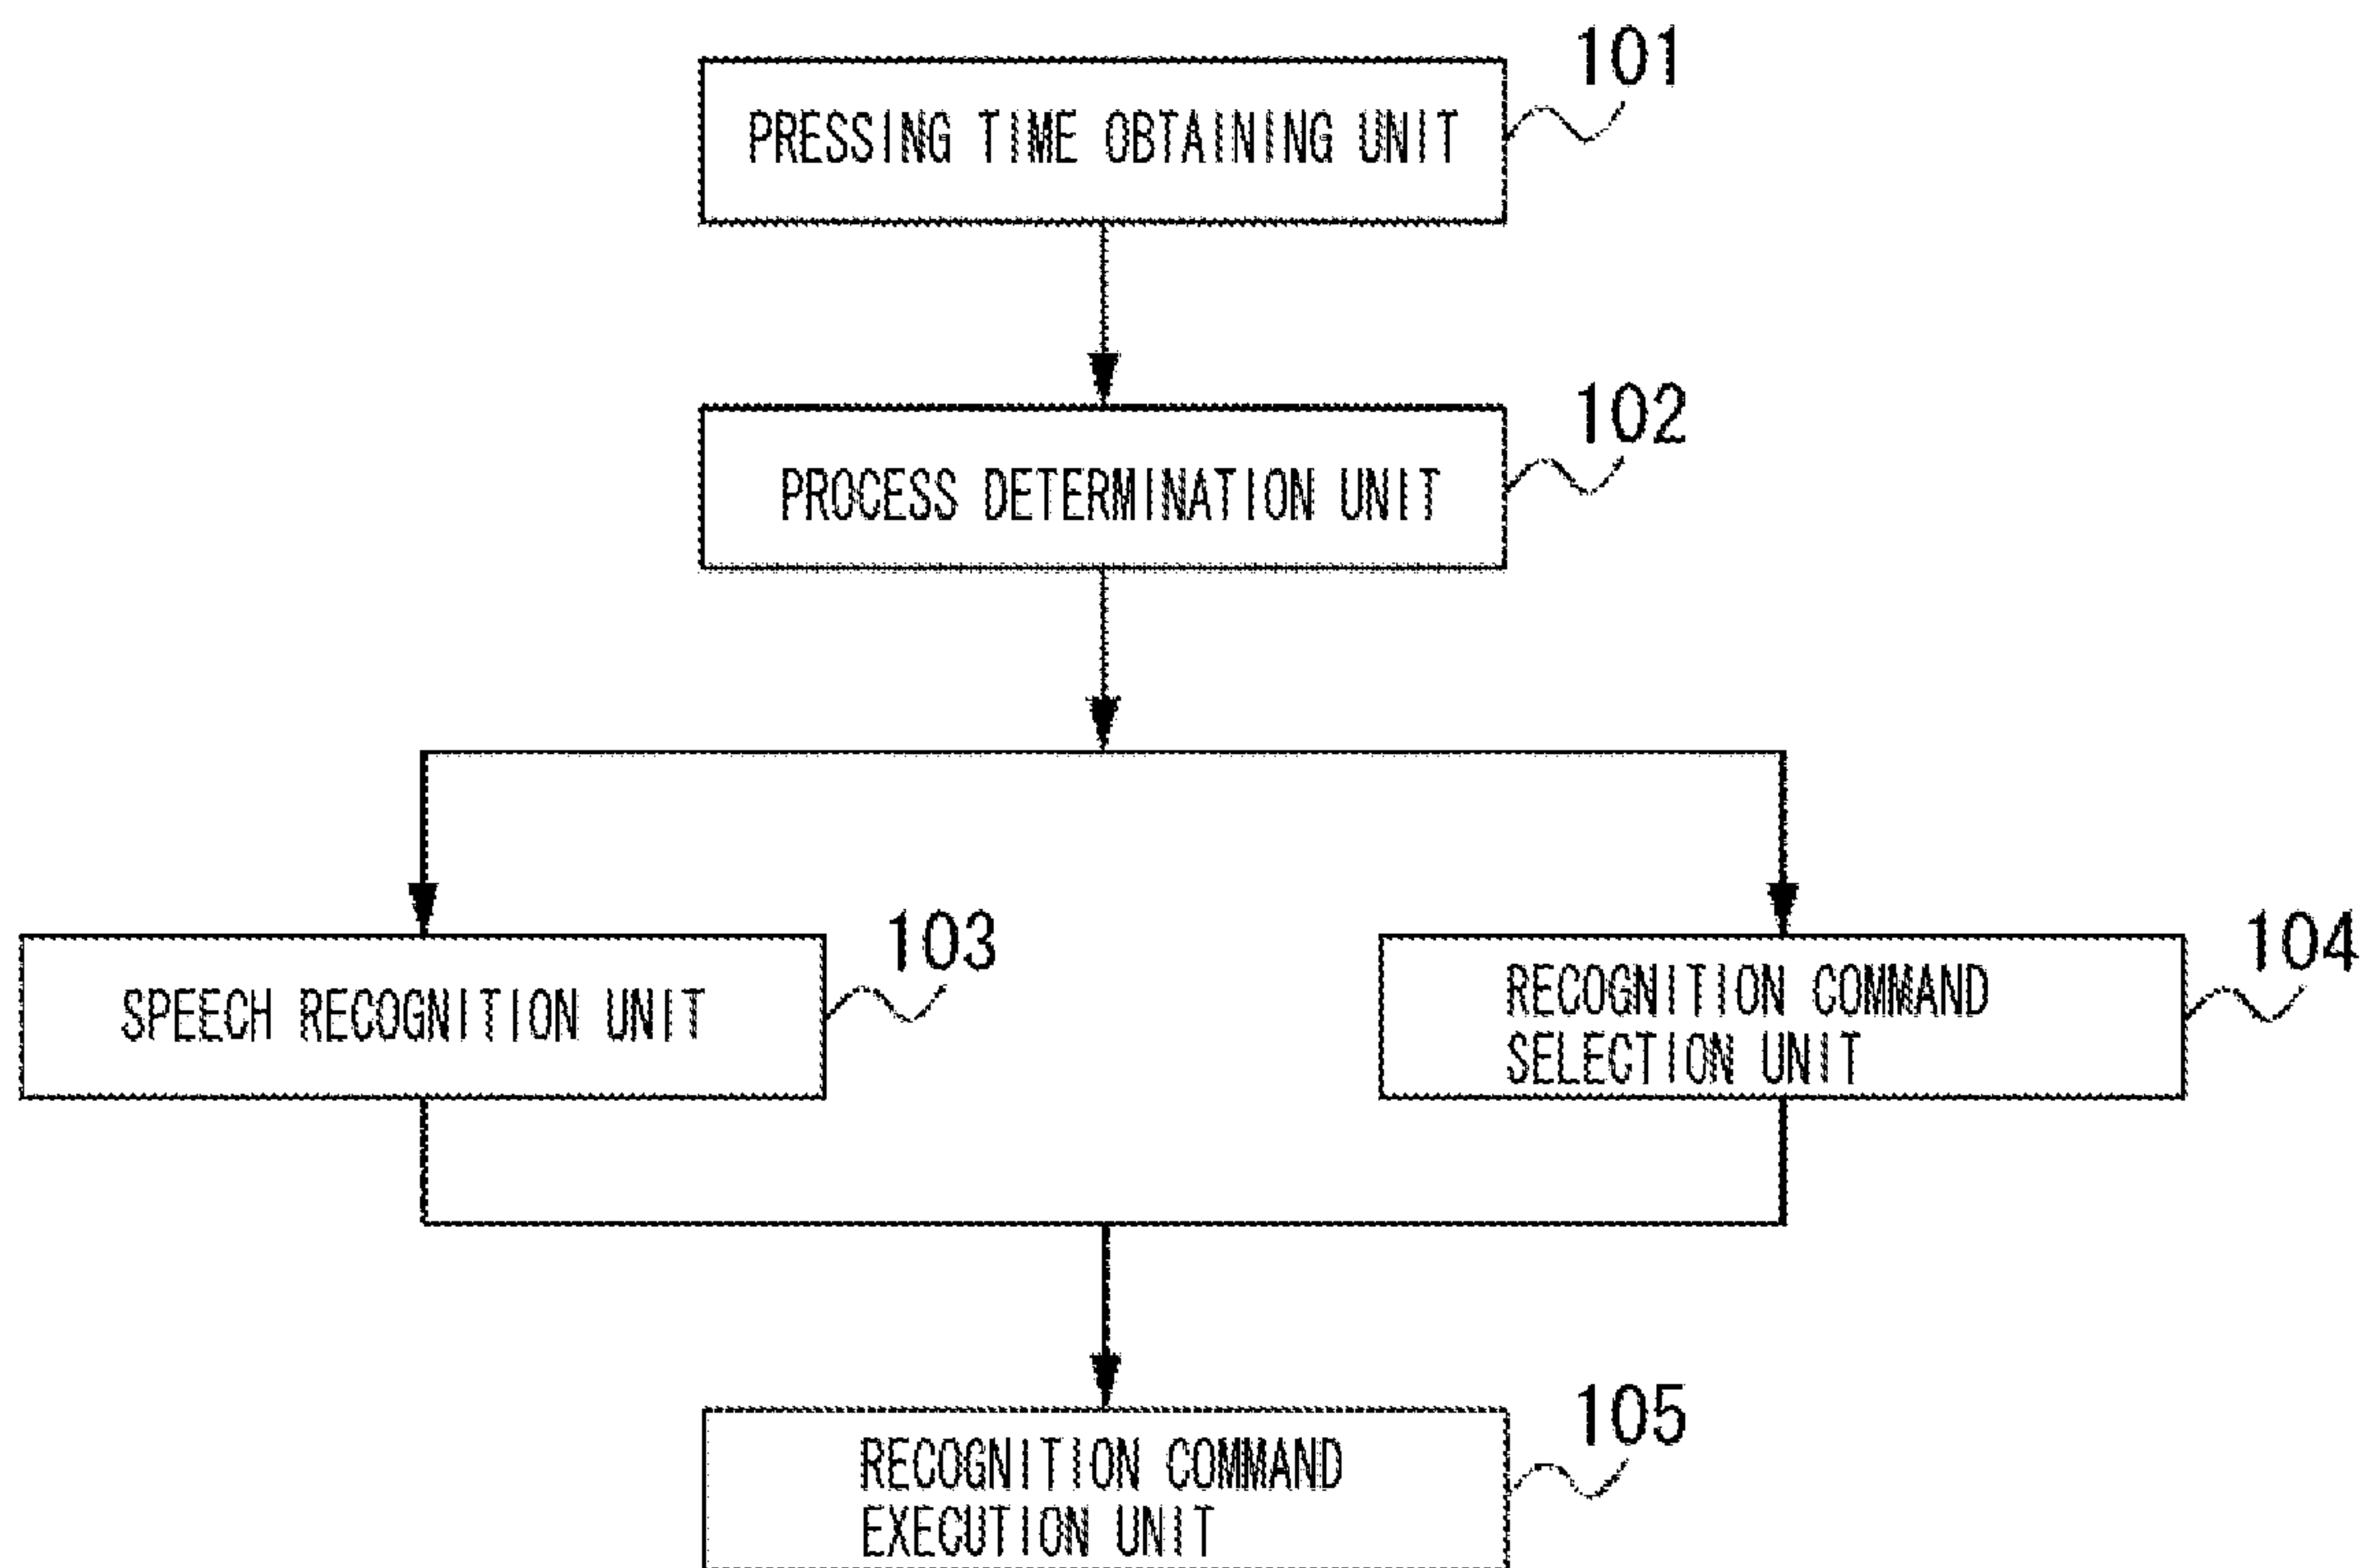 101
PRESSING TIME OBTAINING UNIT
102
PROCESS DETERMINATION UNIT
103
SPEECH RECOGNITION UNIT
104
RECOGNITION COMMAND
SELECTION UNIT
105
RECOGNITION COMMAND
EXECUTION UNIT